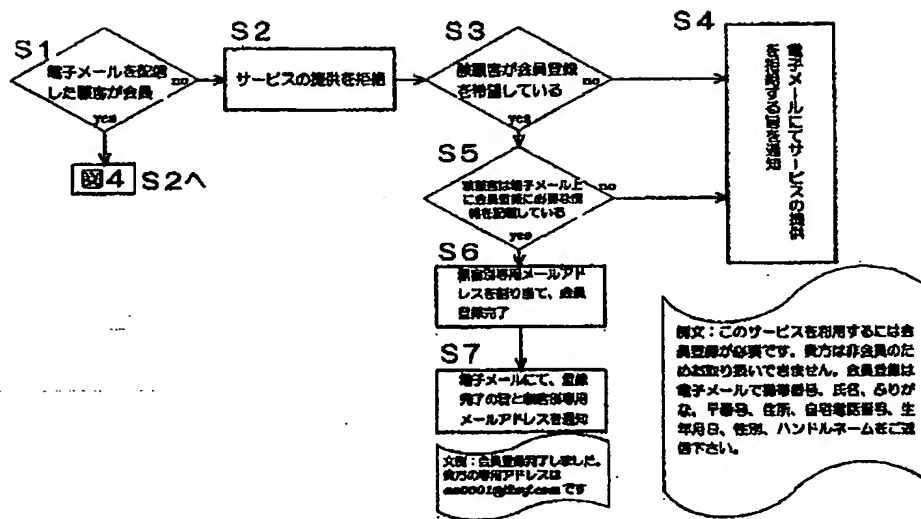 S1
電子メールを配信
した顧客が会員
no
yes
図4 S2へ
S2
サービスの提供を拒絶
S3
該顧客が会員登録
を希望している
no
yes
S4
電子メールにてサービスの提供
を拒絶する旨を通知
S5
該顧客は電子メール上
に会員登録に必要な情
報を記載している
no
yes
S6
顧客別専用メールアド
レスを割り当て、会員
登録完了
S7
電子メールにて、登録
完了の旨と顧客別専用
メールアドレスを通知
文例：会員登録完了しました。
貴方の専用アドレスは
です
例文：このサービスを利用するには会
員登録が必要です。貴方は非会員のた
めお取り扱いできません。会員登録は
電子メールで携帯番号、氏名、ふりが
な、〒番号、住所、自宅電話番号、生
年月日、性別、ハンドルネームをご返
信下さい。